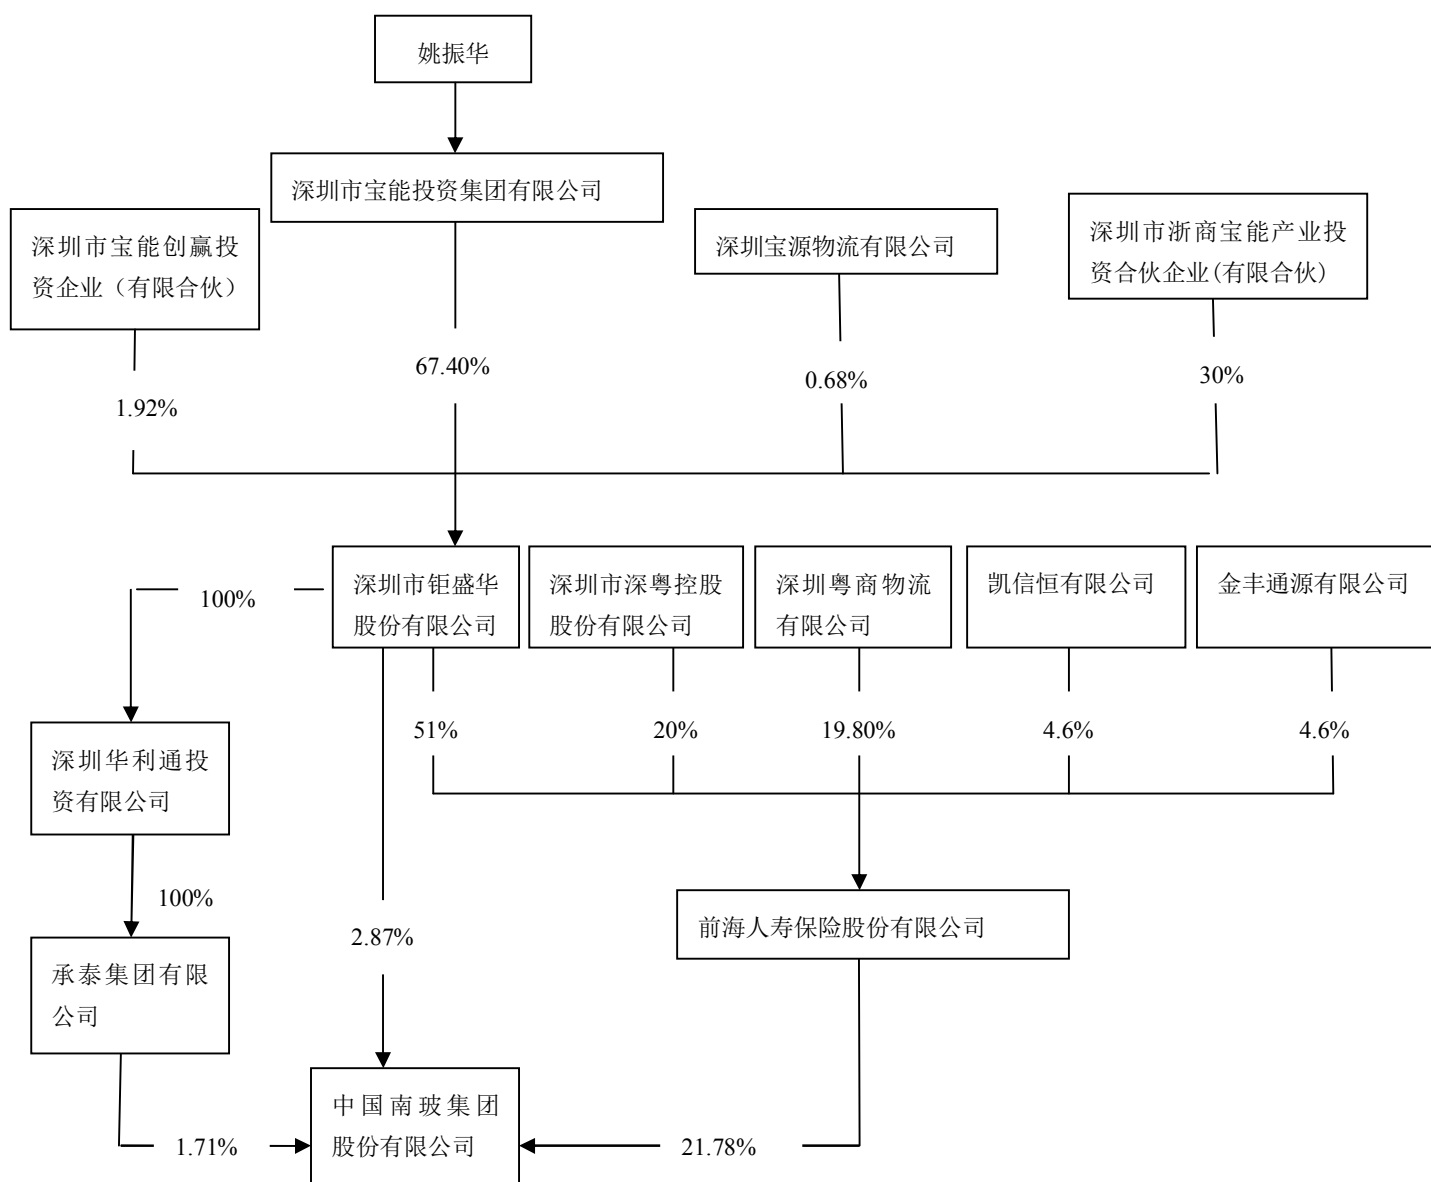 姚振华
深圳市宝能投资集团有限公司
深圳市宝能创赢投
资企业（有限合伙）
深圳宝源物流有限公司
深圳市浙商宝能产业投
资合伙企业(有限合伙)
67.40%
0.68%
30%
1.92%
深圳市钜盛华
股份有限公司
深圳市深粤控股
股份有限公司
深圳粤商物流
有限公司
凯信恒有限公司
金丰通源有限公司
100%
51%
20%
19.80%
4.6%
4.6%
深圳华利通投
资有限公司
100%
2.87%
前海人寿保险股份有限公司
承泰集团有限
公司
中国南玻集团
股份有限公司
1.71%
21.78%